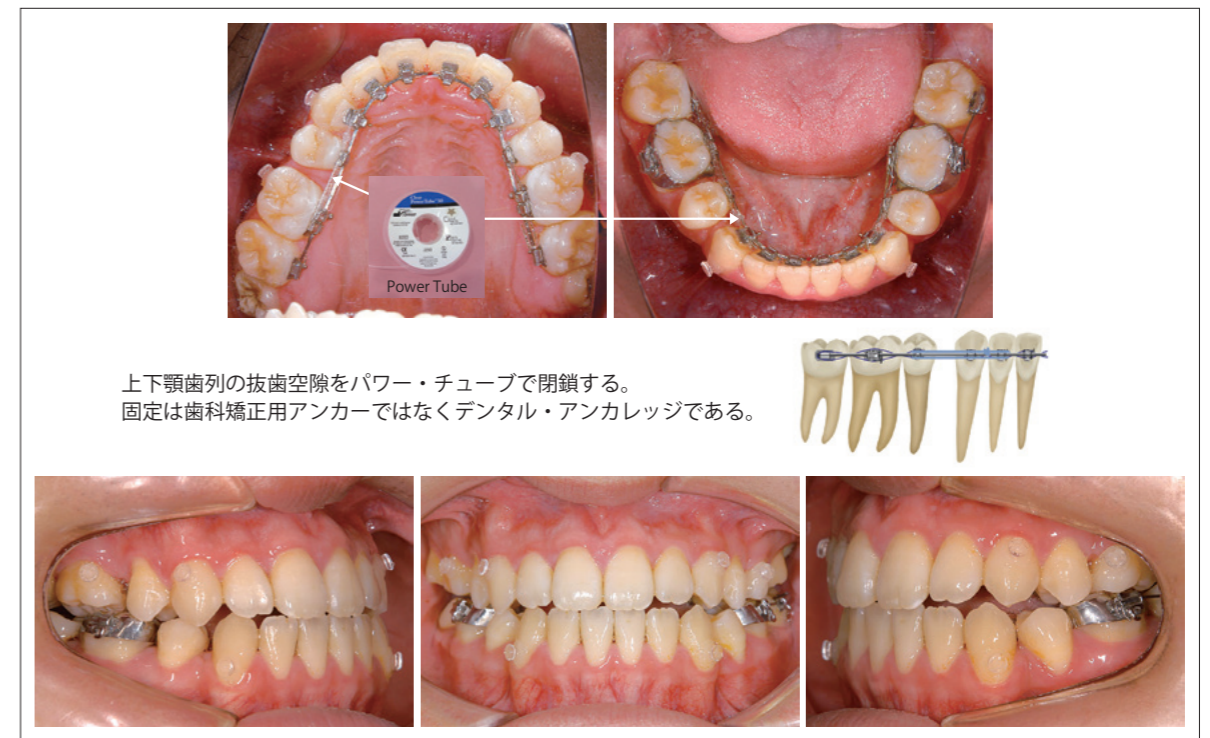 Power Tube
上下顎歯列の抜歯空隙をパワー・チューブで閉鎖する。
固定は歯科矯正用アンカーではなくデンタル・アンカレッジである。